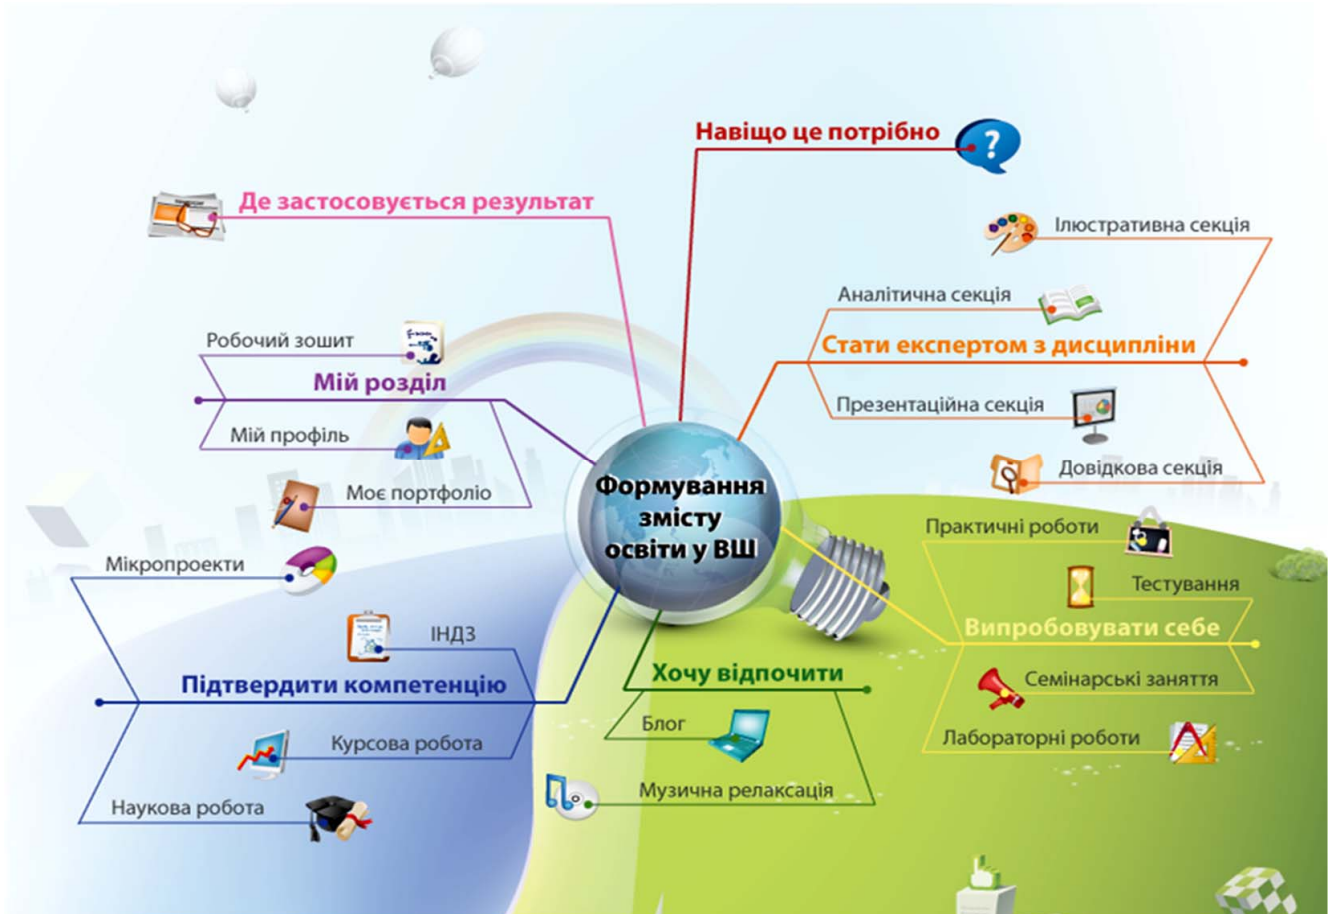 Навіщо це потрібно
?
Де застосовується результат
Ілюстративна секція
Аналітична секція
Стати експертом з дисципліни
Презентаційна секція
Довідкова секція
Робочий зошит
Мій розділ
Мій профіль
Моє портфоліо
Формування
змісту
освіти у ВШ
Практичні роботи
Тестування
Випробовувати себе
Семінарські заняття
Лабораторні роботи
Мікропроекти
ІНДЗ
Підтвердити компетенцію
Курсова робота
Наукова робота
Хочу відпочити
Блог
Музична релаксація